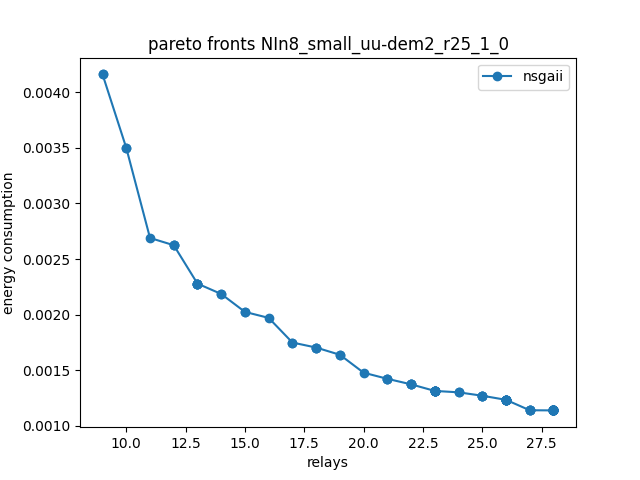 pareto fronts NIn8_small_uu-dem2_r25_1_0
nsgaii
energy consumption
0.0040
0.0035
0.0030
0.0025
0.0020
0.0015
0.0010
10.0 12.5 15.0 17.5 20.0 22.5 25.0 27.5
relays